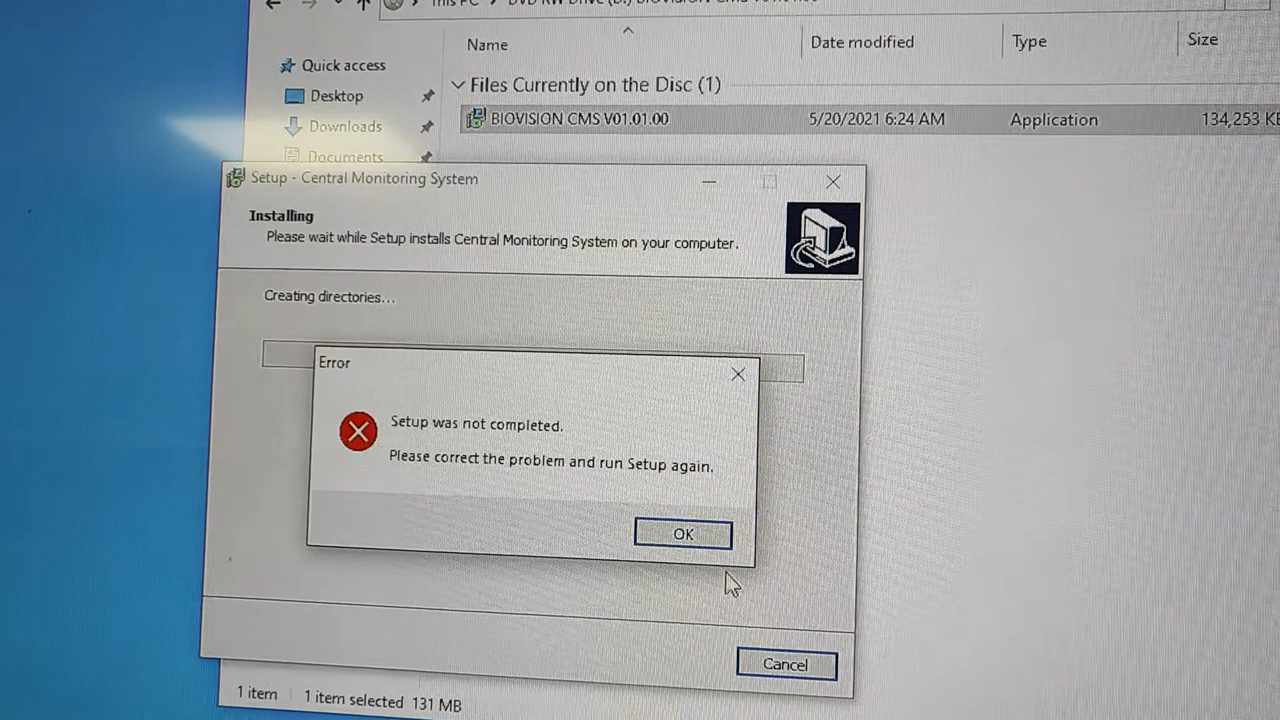 Name
Date modified
Type
Size
Quick access
Files Currently on the Disc (1)
Desktop
BIOVISION CMS V01.01.00
5/20/2021 6:24 AM
Application
134,253 KB
Downloads
Documents
Setup - Central Monitoring System
Installing
Please wait while Setup installs Central Monitoring System on your computer.
Creating directories...
Error
Setup was not completed.
Please correct the problem and run Setup again.
OK
Cancel
1 item
1 item selected 131 MB